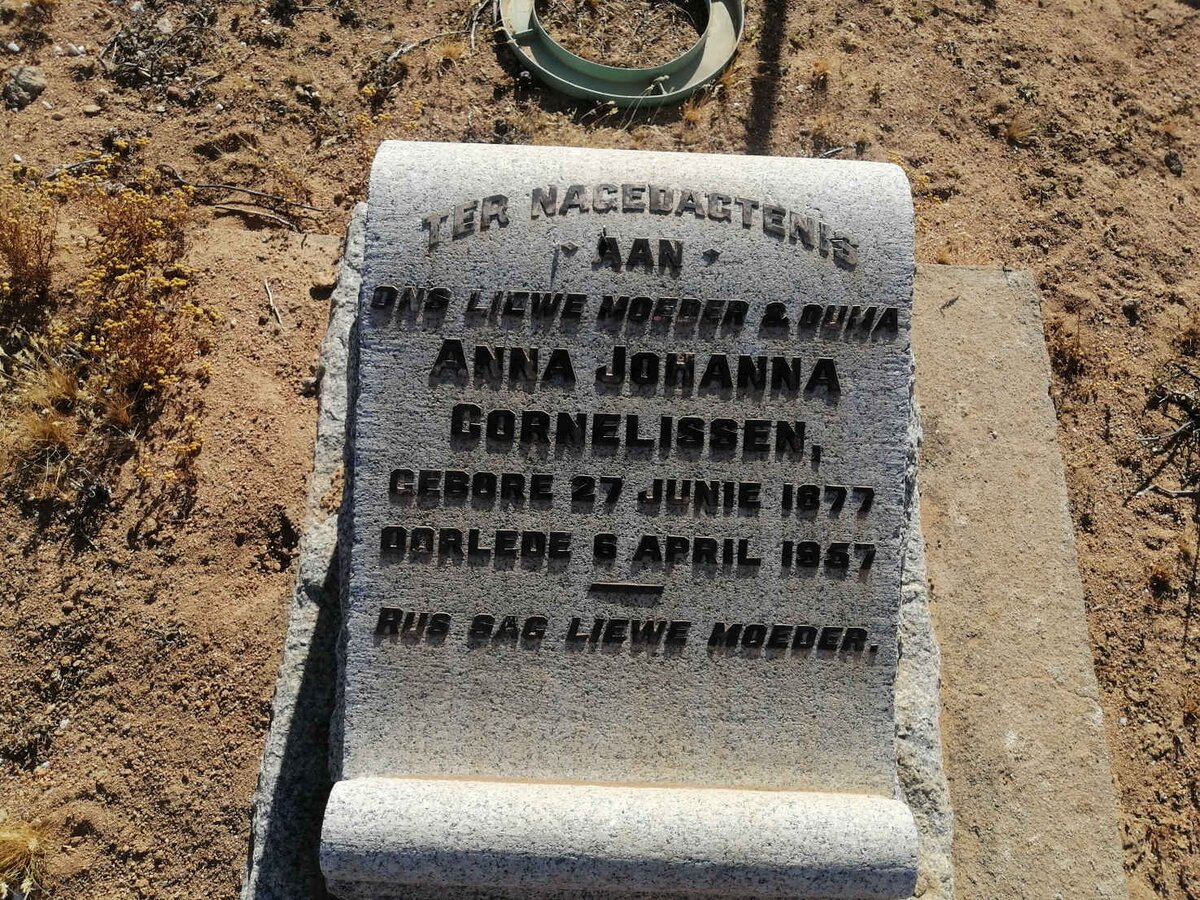 TER NAGEDAGTENIS
AAN
ONS LIEWE MOEDER & OUMA
ANNA JOHANNA
CORNELISSEN,
GEBORE 27 JUNIE 1877
OORLEDE 6 APRIL 1957
RUS SAG LIEWE MOEDER.